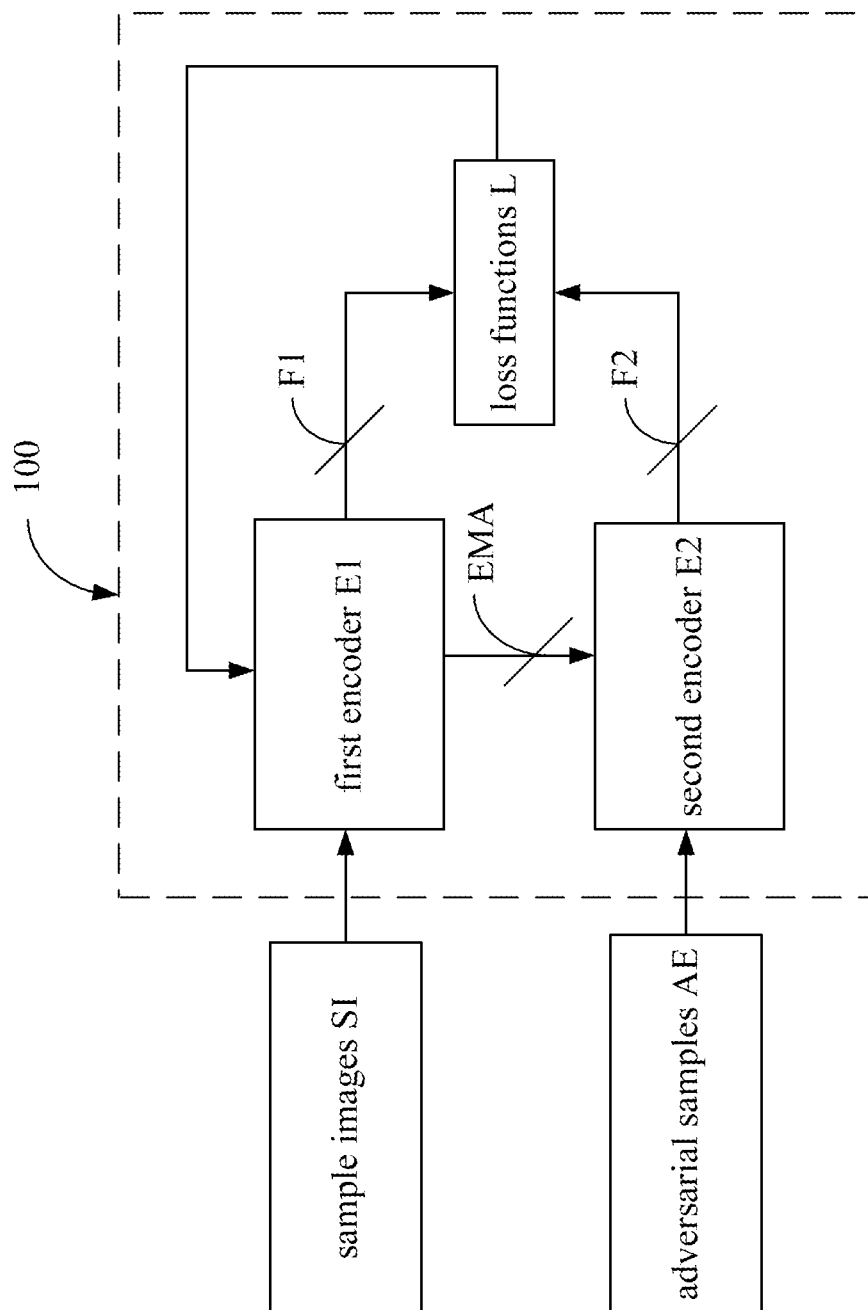 100
sample images SI
first encoder E1
F1
loss functions L
EMA
adversarial samples AE
second encoder E2
F2